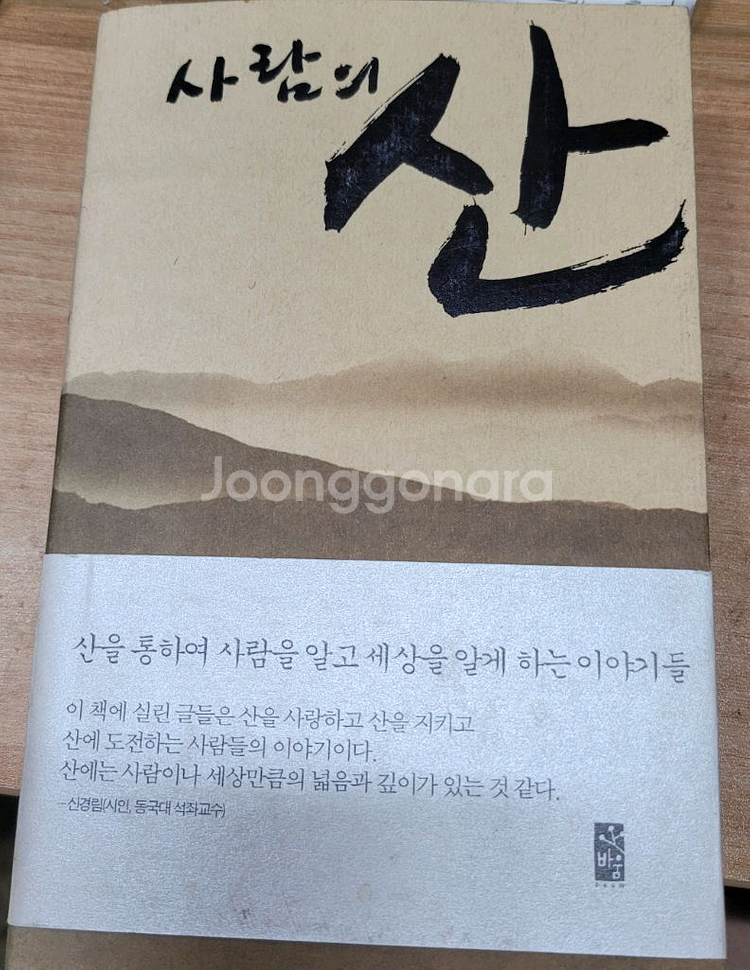 사람의
산
Joonggonara
산을 통하여 사람을 알고 세상을 알게 하는 이야기들
이 책에 실린 글들은 산을 사랑하고 산을 지키고
산에 도전하는 사람들의 이야기이다.
산에는 사람이나 세상만큼의 넓음과 깊이가 있는 것 같다.
–신경림(시인, 동국대 석좌교수)
바움